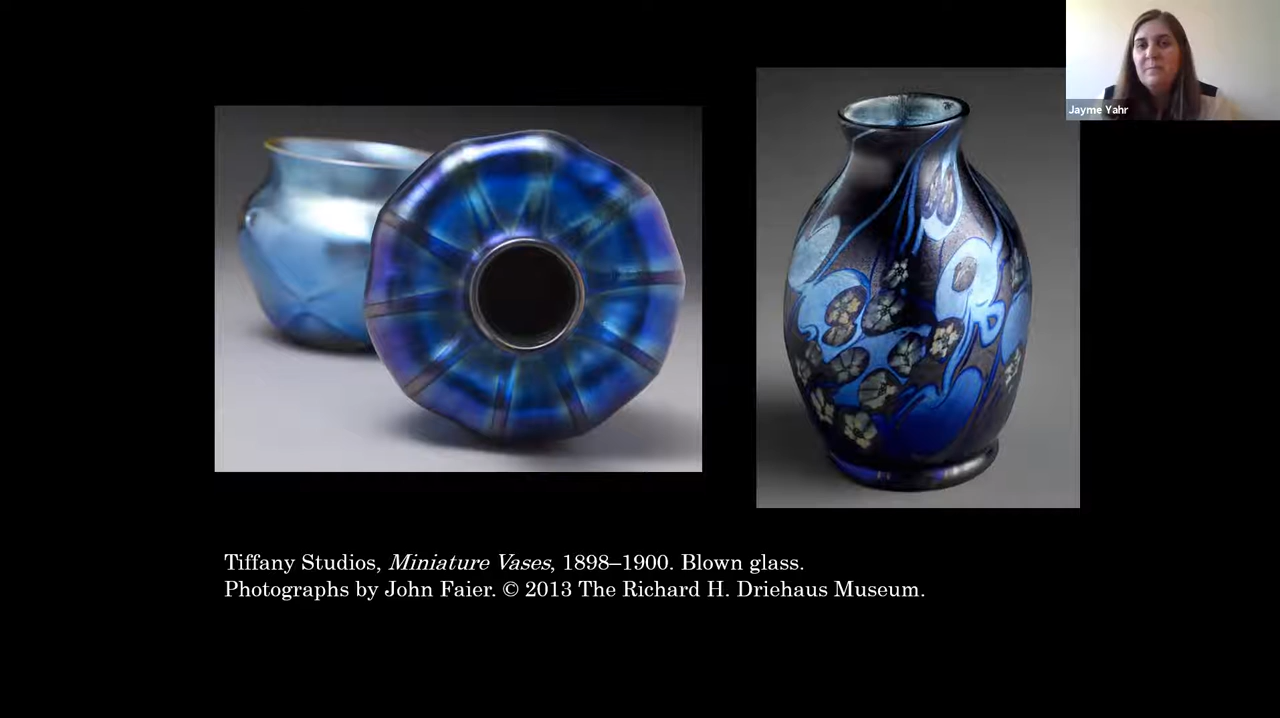 Jayme Yahr
Tiffany Studios, Miniature Vases, 1898–1900. Blown glass.
Photographs by John Faier. © 2013 The Richard H. Driehaus Museum.